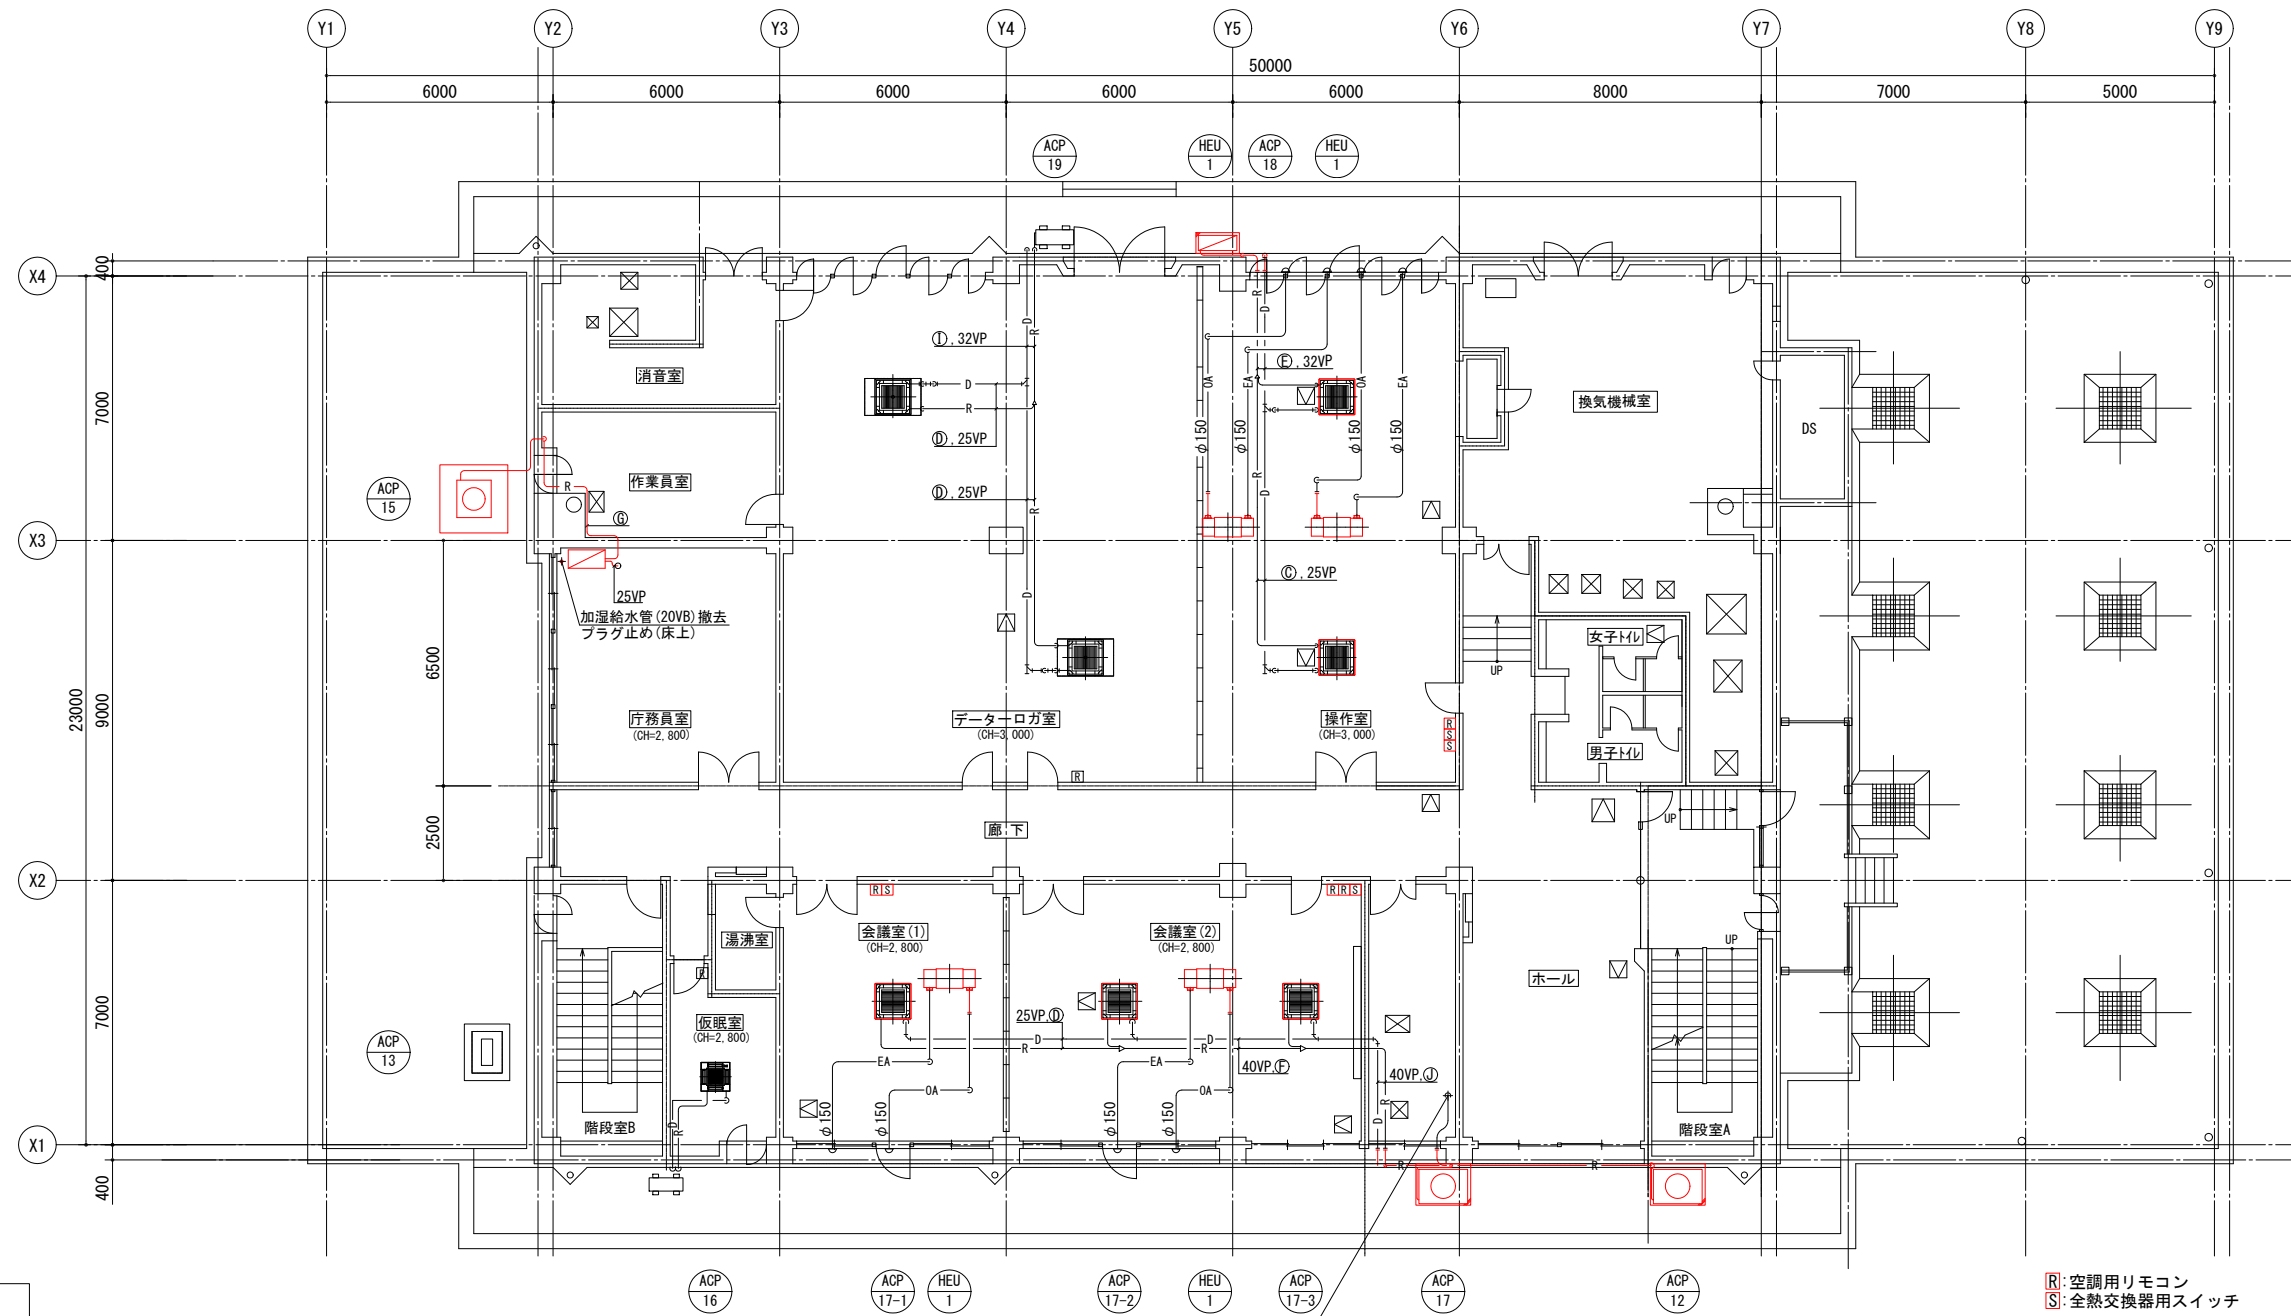 Y1 Y2 Y3 Y4 Y5 Y6 Y7 Y8 Y9
50000
6000 6000 6000 6000 6000 8000 7000 5000
ACP
19
HEU
1
ACP
18
HEU
1
X4
400
7000
X3
6500
23000
9000
2500
X2
7000
X1
400
消音室
Ⓘ, 32VP
D
R
Ⓓ, 25VP
Ⓓ, 25VP
D
R
R
D
R
D
OA
EA
OA
EA
Ⓔ, 32VP
φ150
φ150
φ150
φ150
R
D
Ⓒ, 25VP
換気機械室
DS
ACP
15
作業員室
R
Ⓖ
25VP
加湿給水管(20VB)撤去
プラグ止め(床上)
庁務員室
(CH=2,800)
データーロガ室
(CH=3,000)
操作室
(CH=3,000)
R
S
S
R
UP
女子トイレ
男子トイレ
廊 下
UP
R S
R R S
湯沸室
会議室(1)
(CH=2,800)
会議室(2)
(CH=2,800)
ホール
UP
R
仮眠室
(CH=2,800)
ACP
13
25VP,Ⓓ
D
R
D
R
EA
OA
EA
OA
40VP,Ⓕ
40VP,Ⓙ
φ150
φ150
φ150
φ150
D
R
D
R
階段室B
階段室A
R
R
ACP
16
ACP
17-1
HEU
1
ACP
17-2
HEU
1
ACP
17-3
ACP
17
ACP
12
R:空調用リモコン
S:全熱交換器用スイッチ